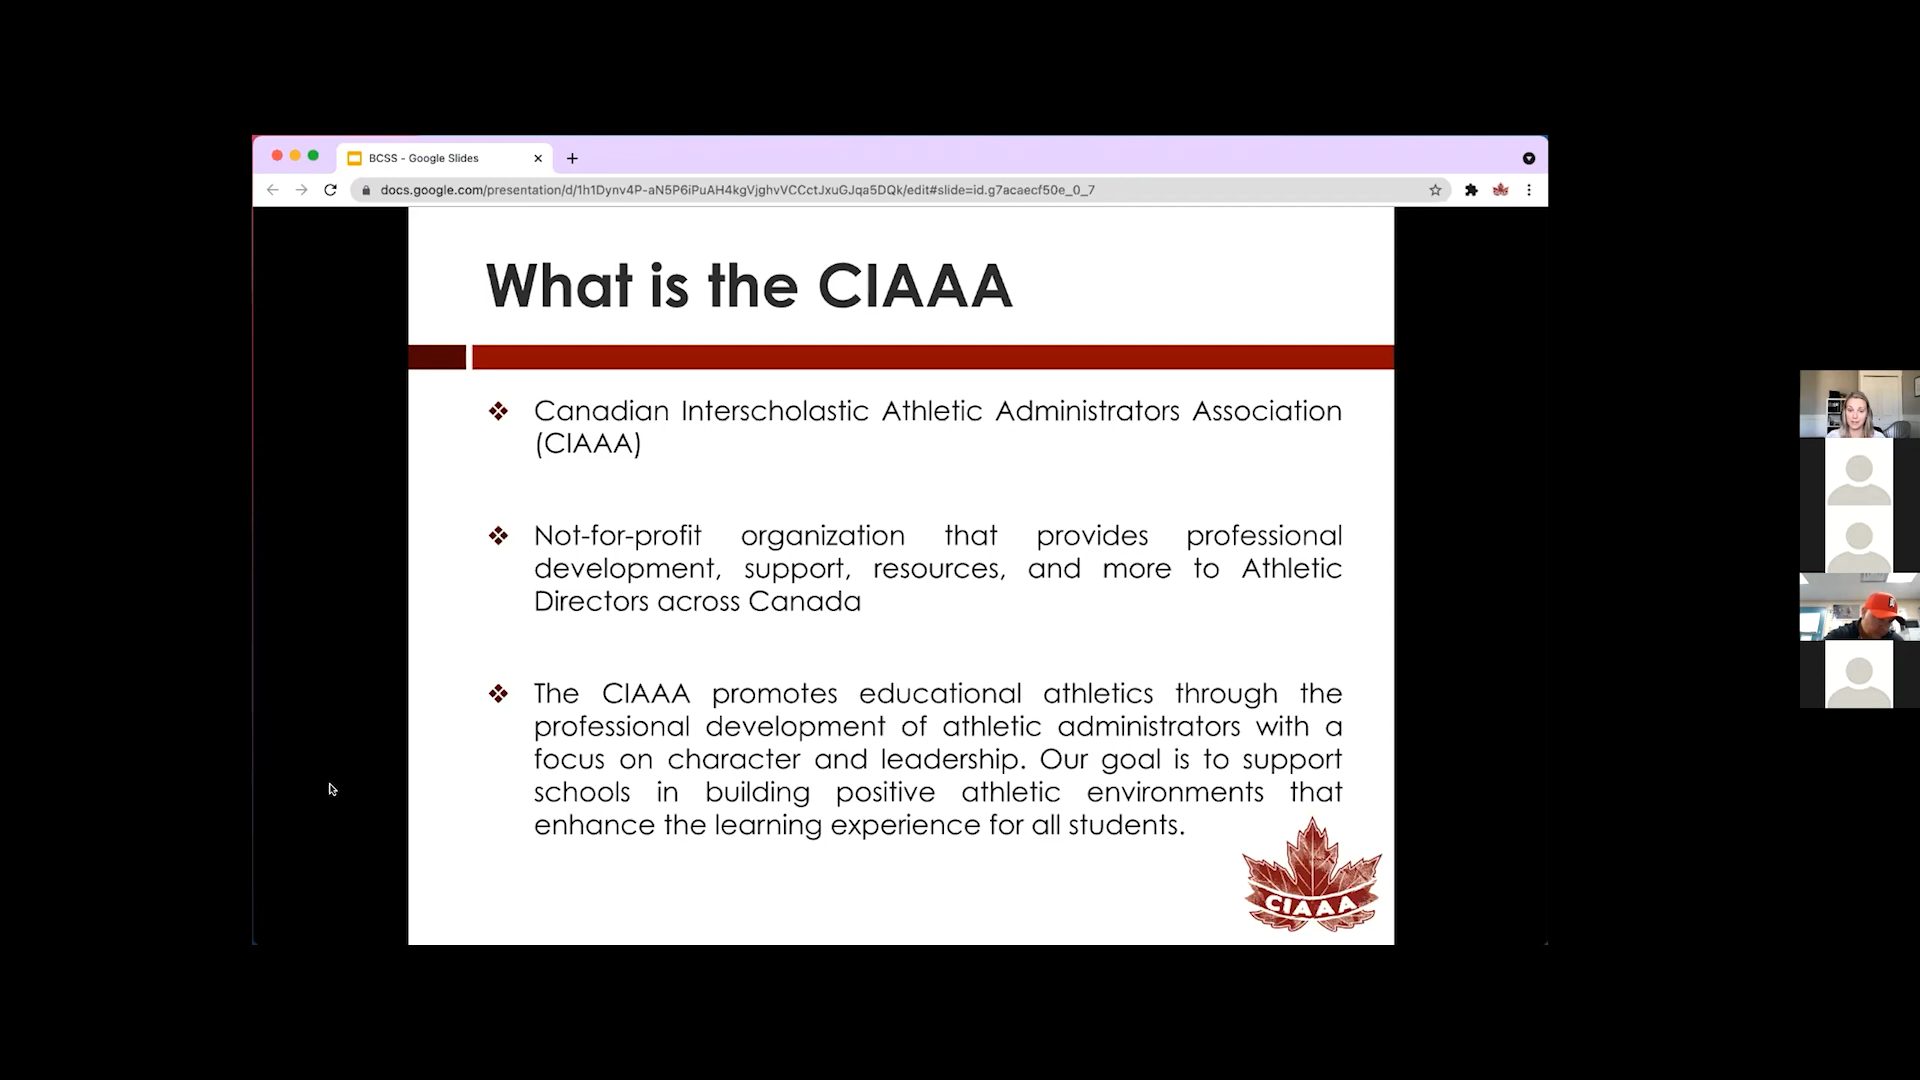 BCSS - Google Slides
docs.google.com/presentation/d/1h1Dynv4P-aN5P6iPuAH4kgVjghvVCCctJxuGJqa5DQk/edit#slide=id.g7acaecf50e_0_7
What is the CIAAA
Canadian Interscholastic Athletic Administrators Association
(CIAAA)
Not-for-profit organization that provides professional
development, support, resources, and more to Athletic
Directors across Canada
The CIAAA promotes educational athletics through the
professional development of athletic administrators with a
focus on character and leadership. Our goal is to support
schools in building positive athletic environments that
enhance the learning experience for all students.
CIAAA